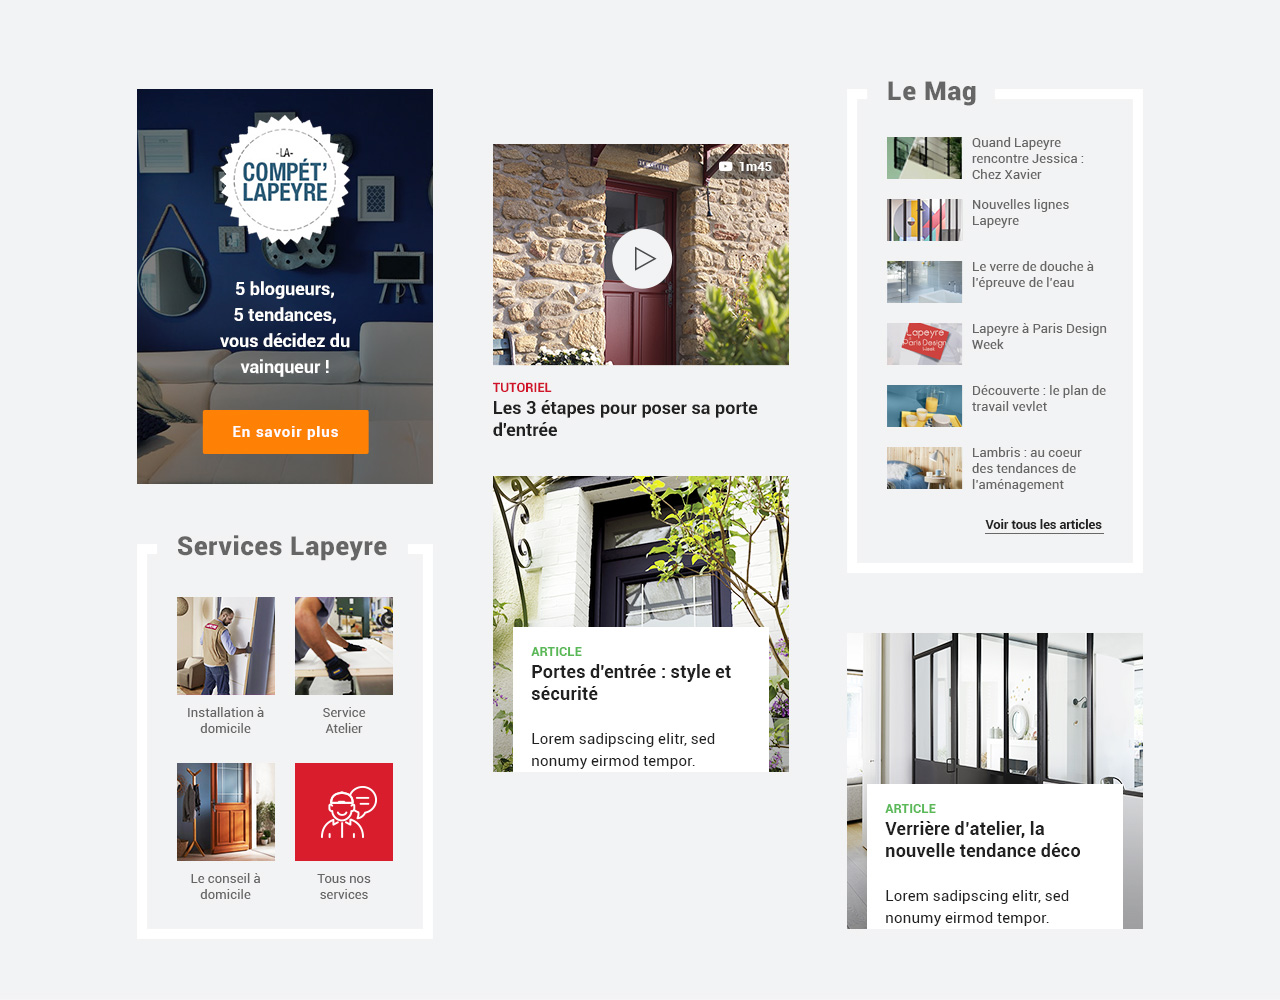 -LA-
COMPÉT'
LAPEYRE
5 blogueurs,
5 tendances,
vous décidez du
vainqueur !
En savoir plus
Services Lapeyre
Installation à
domicile
Service
Atelier
Le conseil à
domicile
Tous nos
services
1m45
TUTORIEL
Les 3 étapes pour poser sa porte
d'entrée
ARTICLE
Portes d'entrée : style et
sécurité
Lorem sadipscing elitr, sed
nonumy eirmod tempor.
Le Mag
Quand Lapeyre
rencontre Jessica :
Chez Xavier
Nouvelles lignes
Lapeyre
Le verre de douche à
l'épreuve de l'eau
Lapeyre
Paris Design
Week
Lapeyre à Paris Design
Week
Découverte : le plan de
travail vevlet
Lambris : au coeur
des tendances de
l'aménagement
Voir tous les articles
ARTICLE
Verrière d'atelier, la
nouvelle tendance déco
Lorem sadipscing elitr, sed
nonumy eirmod tempor.